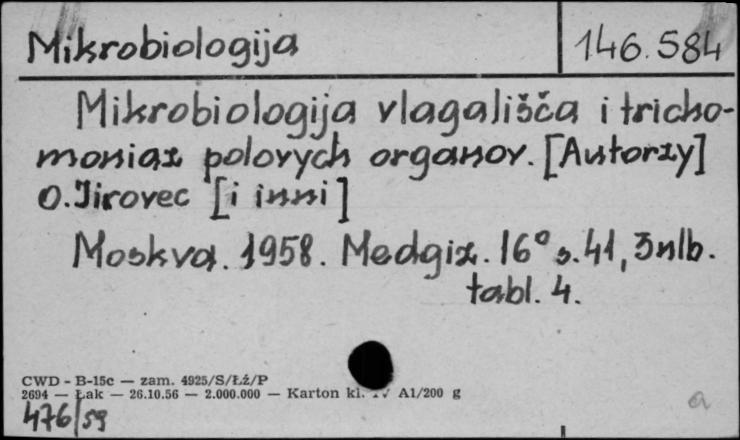 Mikrobiologija 146.584
Mikrobiologija vlagališča i tricho-
moniaz polovych organov. [Autorzy]
O. Jirovec [i inni]
Moskva. 1958. Medgiz. 16° s. 41, 3 nlb.
tabl. 4.
CWD - B-15c — zam. 4925/S/Łż/P
2694 — Łak — 26.10.56 — 2.000.000 — Karton kl. IV A1/200 g
476/59
a